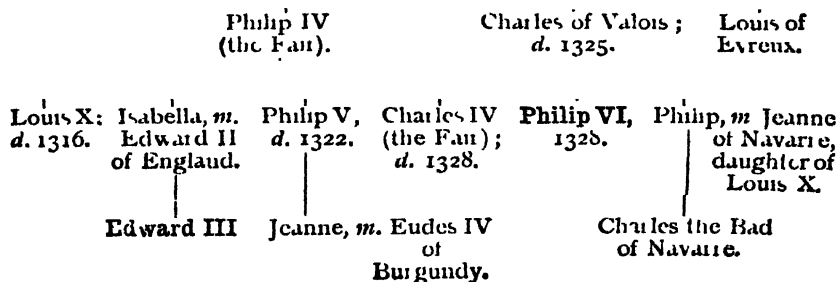 Philip IV Charles of Valois; Louis of
(the Fair). d. 1325. Evreux.
Louis X: Isabella, m. Philip V, Charles IV Philip VI, Philip, m Jeanne
d. 1316. Edward II d. 1322. (the Fair); 1328. of Navarre,
of England. d. 1328. daughter of
Louis X.
Edward III Jeanne, m. Eudes IV Charles the Bad
of of Navarre.
Burgundy.